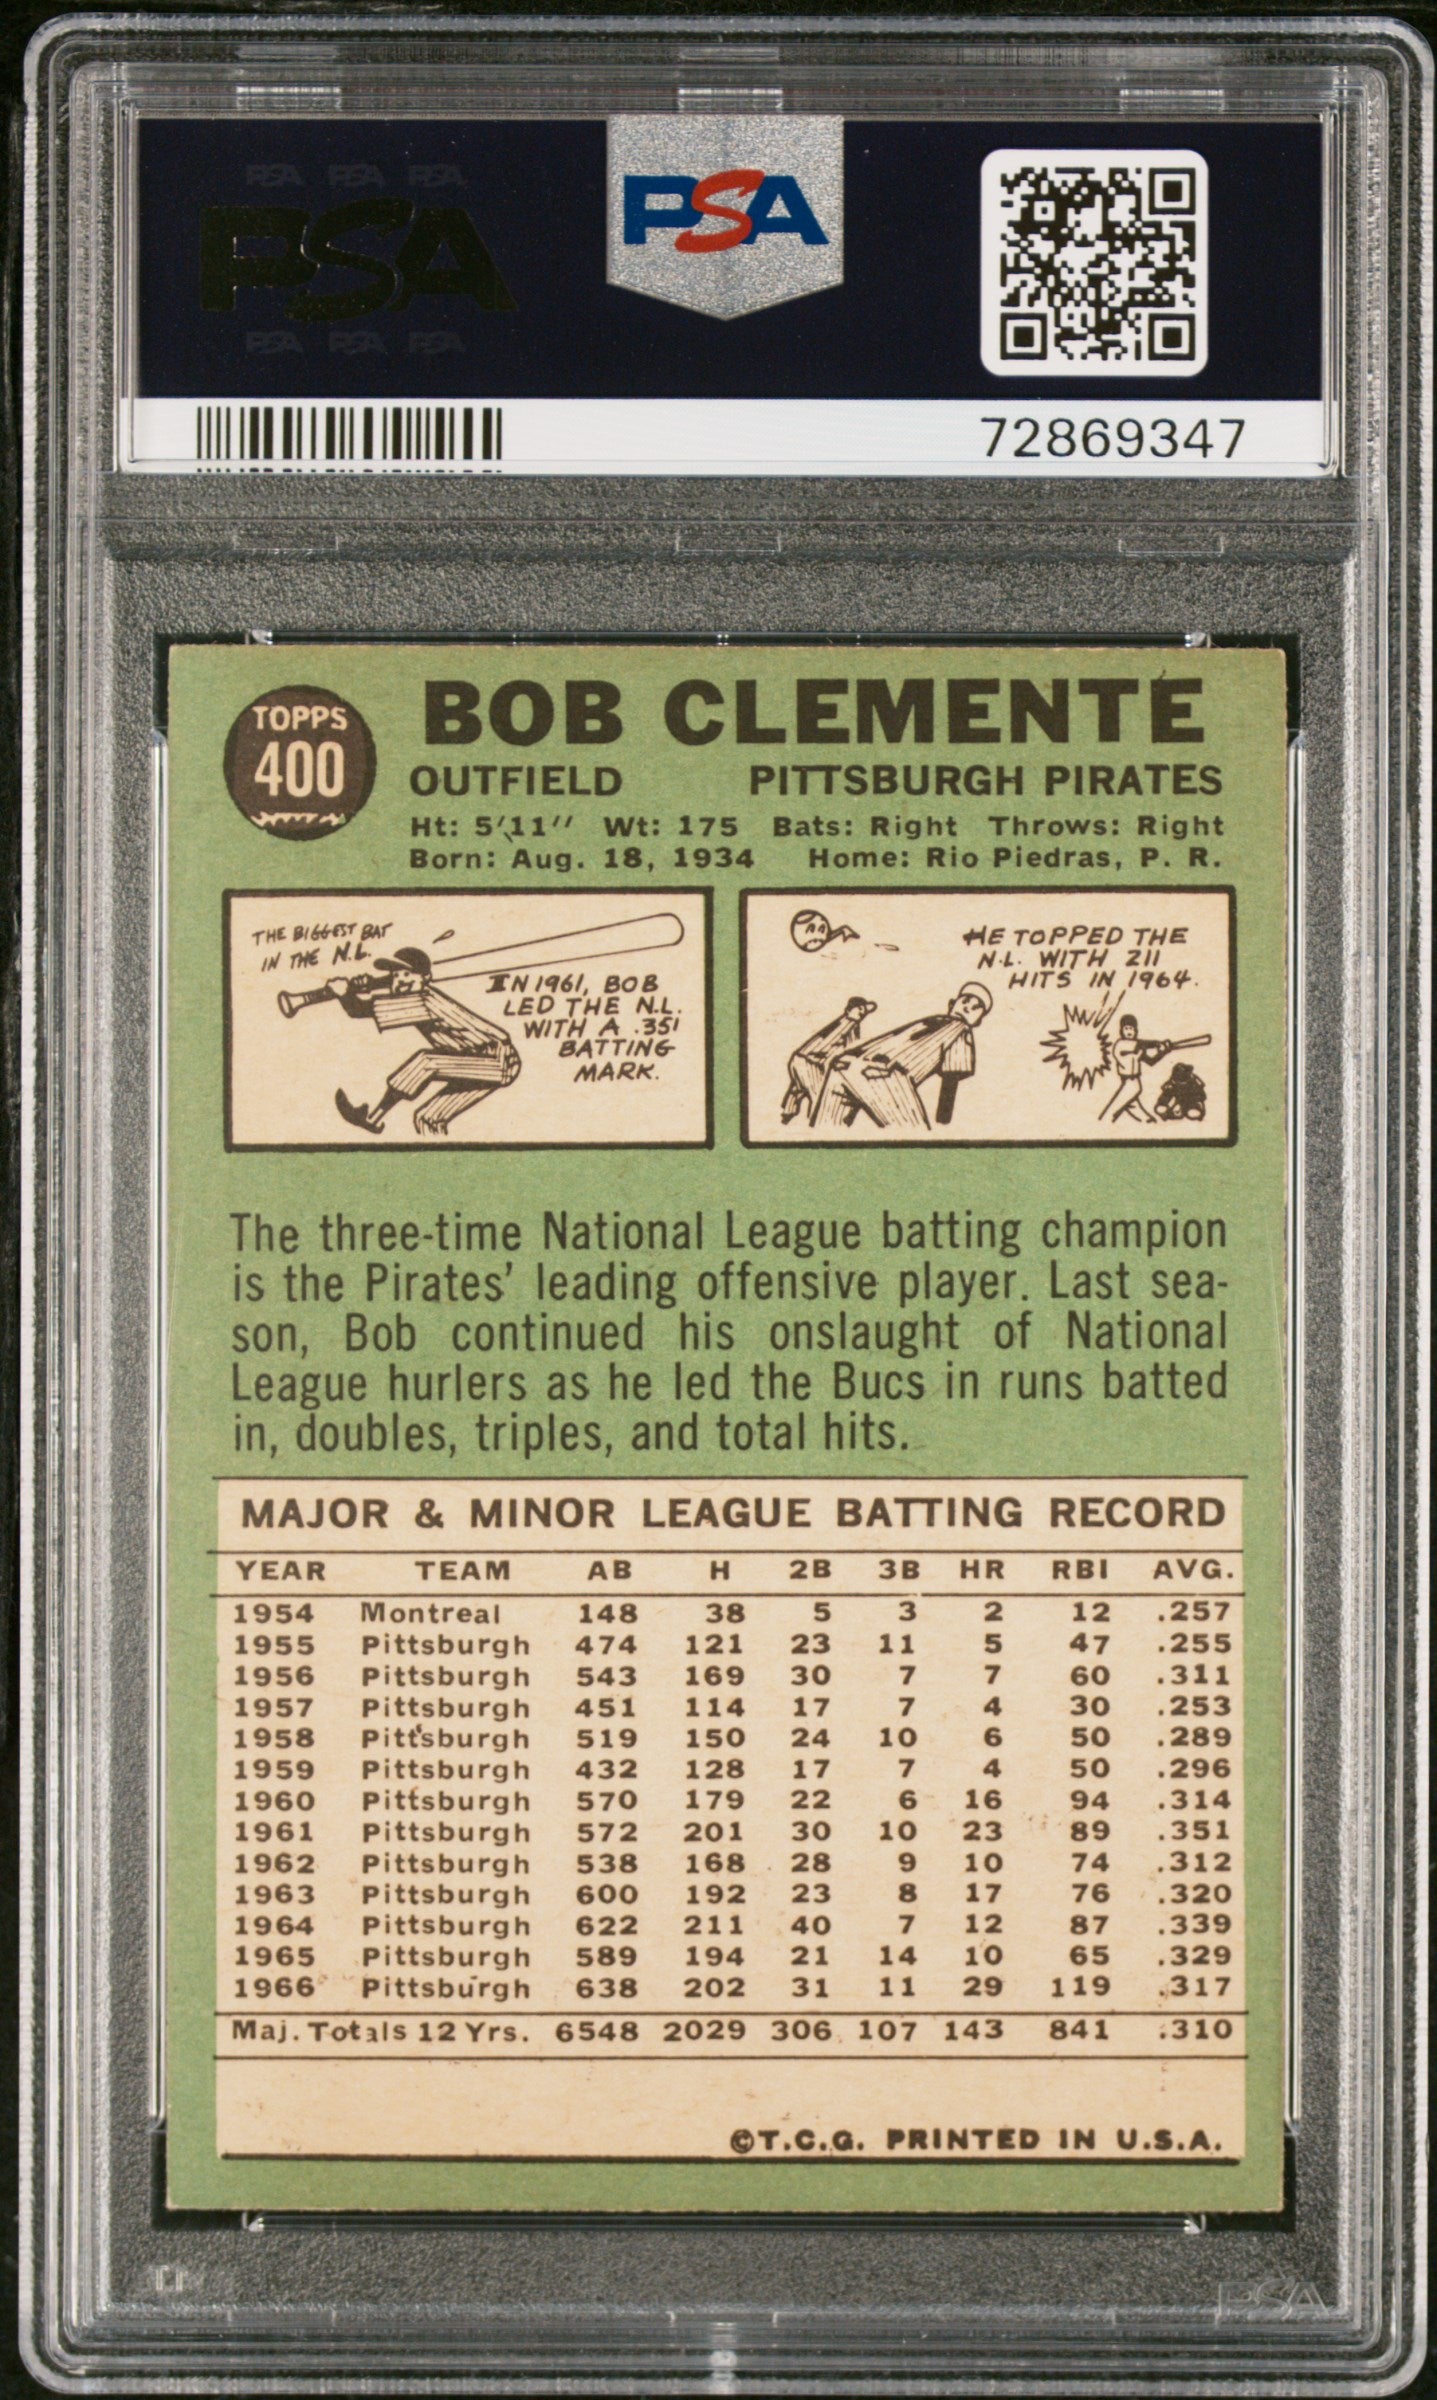 PSA PSA PSA
PSA
PSA PSA PSA
PSA
72869347
TOPPS
400
BOB CLEMENTE
OUTFIELD PITTSBURGH PIRATES
Ht: 5'11" Wt: 175 Bats: Right Throws: Right
Born: Aug. 18, 1934 Home: Rio Piedras, P. R.
THE BIGGEST BAT
IN THE N.L.
IN 1961, BOB
LED THE N.L.
WITH A .351
BATTING
MARK.
HE TOPPED THE
N.L. WITH 211
HITS IN 1964.
The three-time National League batting champion
is the Pirates' leading offensive player. Last sea-
son, Bob continued his onslaught of National
League hurlers as he led the Bucs in runs batted
in, doubles, triples, and total hits.
MAJOR & MINOR LEAGUE BATTING RECORD
YEAR TEAM AB H 2B 3B HR RBI AVG.
1954 Montreal 148 38 5 3 2 12 .257
1955 Pittsburgh 474 121 23 11 5 47 .255
1956 Pittsburgh 543 169 30 7 7 60 .311
1957 Pittsburgh 451 114 17 7 4 30 .253
1958 Pittsburgh 519 150 24 10 6 50 .289
1959 Pittsburgh 432 128 17 7 4 50 .296
1960 Pittsburgh 570 179 22 6 16 94 .314
1961 Pittsburgh 572 201 30 10 23 89 .351
1962 Pittsburgh 538 168 28 9 10 74 .312
1963 Pittsburgh 600 192 23 8 17 76 .320
1964 Pittsburgh 622 211 40 7 12 87 .339
1965 Pittsburgh 589 194 21 14 10 65 .329
1966 Pittsburgh 638 202 31 11 29 119 .317
Maj. Totals 12 Yrs. 6548 2029 306 107 143 841 .310
©T.C.G. PRINTED IN U.S.A.
PSA